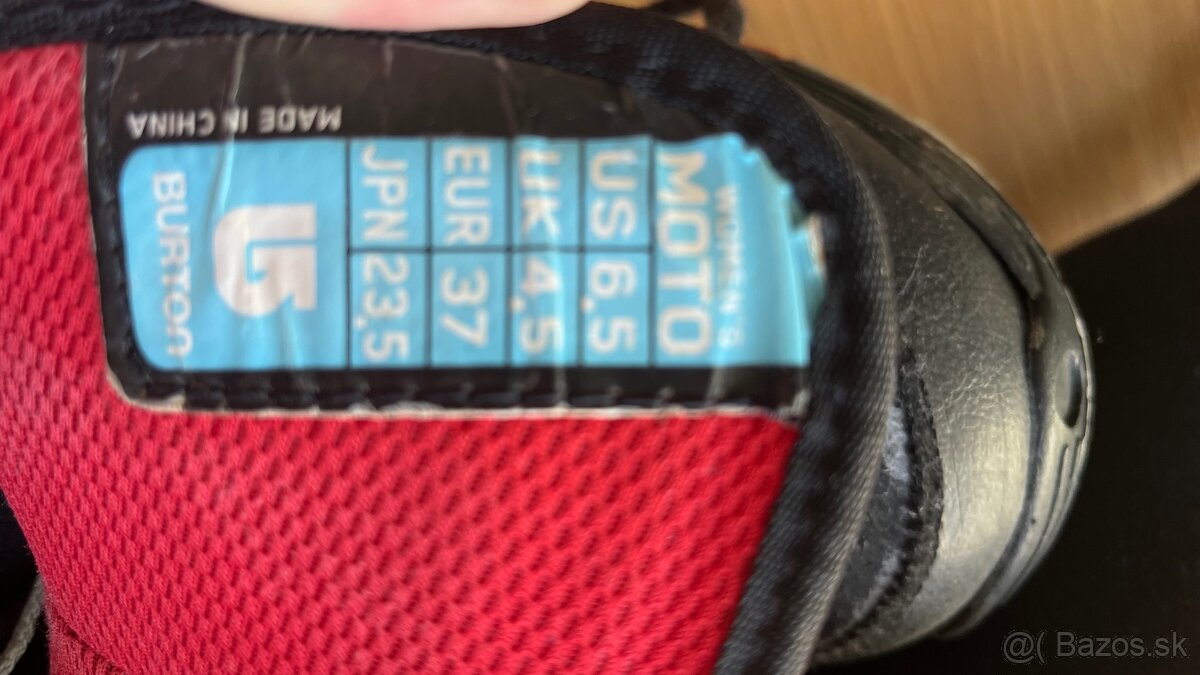 WOMEN'S
MOTO
US 6.5
UK 4.5
EUR 37
JPN 23.5
BURTON
MADE IN CHINA
@( Bazos.sk